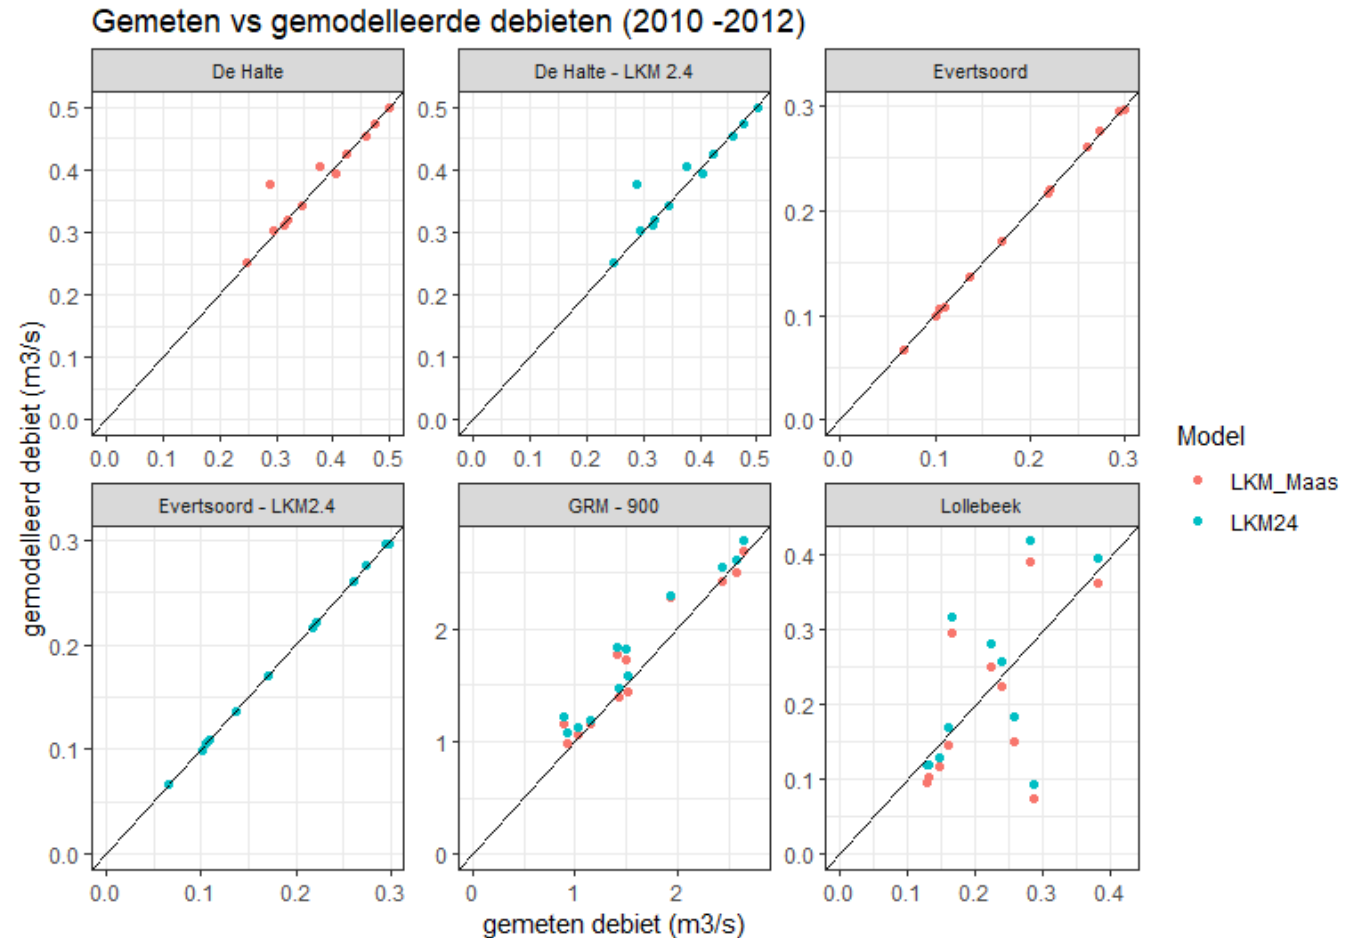 Gemeten vs gemodelleerde debieten (2010 -2012)
De Halte
De Halte - LKM 2.4
Evertsoord
0.5
0.4
0.3
0.2
0.1
0.0
0.5
0.4
0.3
0.2
0.1
0.0
0.3
0.2
0.1
0.0
0.0 0.1 0.2 0.3 0.4 0.5
0.0 0.1 0.2 0.3 0.4 0.5
0.0 0.1 0.2 0.3
gemodelleerd debiet (m3/s)
Evertsoord - LKM2.4
GRM - 900
Lollebeek
0.3
0.2
0.1
0.0
2
1
0
0.4
0.3
0.2
0.1
0.0
0.0 0.1 0.2 0.3
0 1 2
0.0 0.1 0.2 0.3 0.4
gemeten debiet (m3/s)
Model
LKM_Maas
LKM24